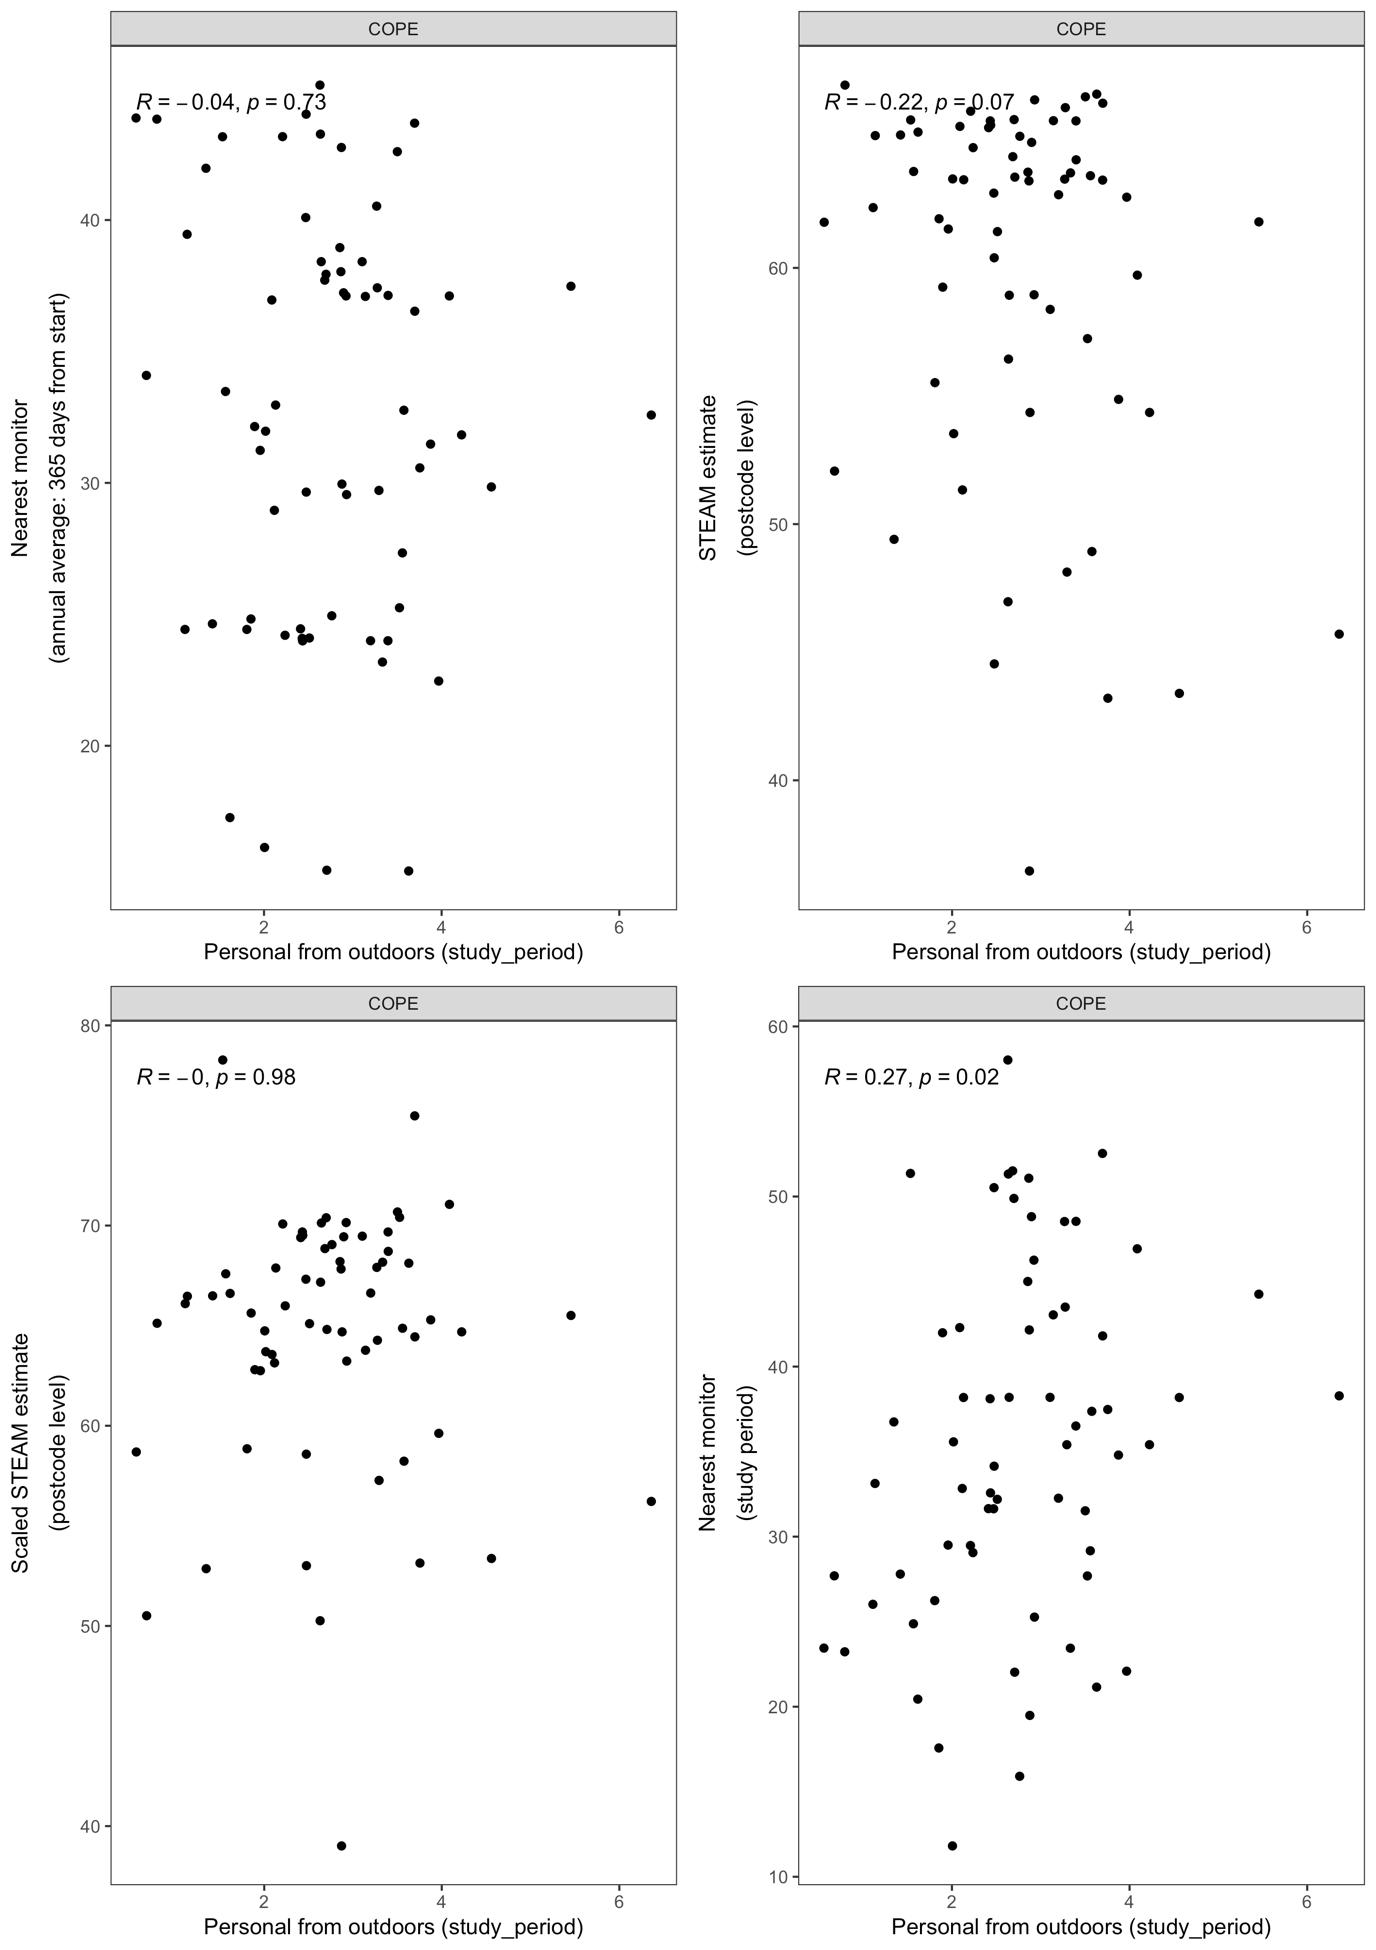 COPE
R = −0.04, p = 0.73
40
30
20
2 4 6
Personal from outdoors (study_period)
Nearest monitor
(annual average: 365 days from start)
COPE
R = −0.22, p = 0.07
60
50
40
2 4 6
Personal from outdoors (study_period)
STEAM estimate
(postcode level)
COPE
R = −0, p = 0.98
80
70
60
50
40
2 4 6
Personal from outdoors (study_period)
Scaled STEAM estimate
(postcode level)
COPE
R = 0.27, p = 0.02
60
50
40
30
20
10
2 4 6
Personal from outdoors (study_period)
Nearest monitor
(study period)